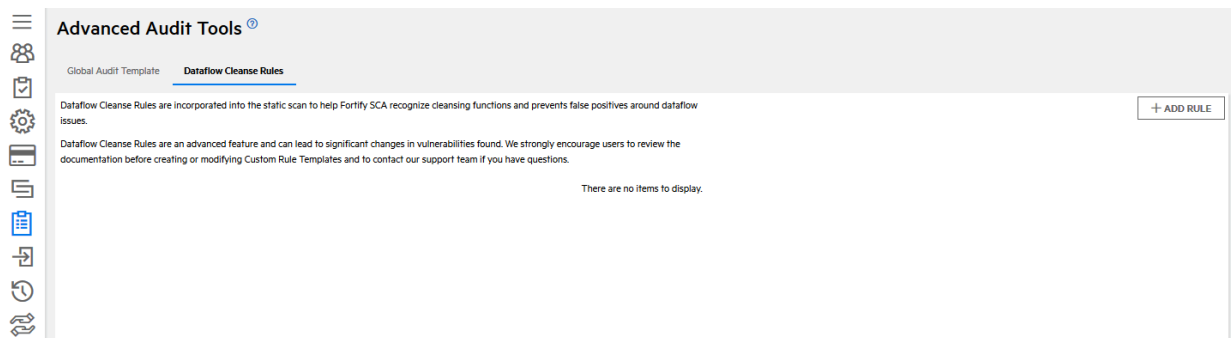 Advanced Audit Tools ?
Global Audit Template Dataflow Cleanse Rules
Dataflow Cleanse Rules are incorporated into the static scan to help Fortify SCA recognize cleansing functions and prevents false positives around dataflow
issues.
+ ADD RULE
Dataflow Cleanse Rules are an advanced feature and can lead to significant changes in vulnerabilities found. We strongly encourage users to review the
documentation before creating or modifying Custom Rule Templates and to contact our support team if you have questions.
There are no items to display.